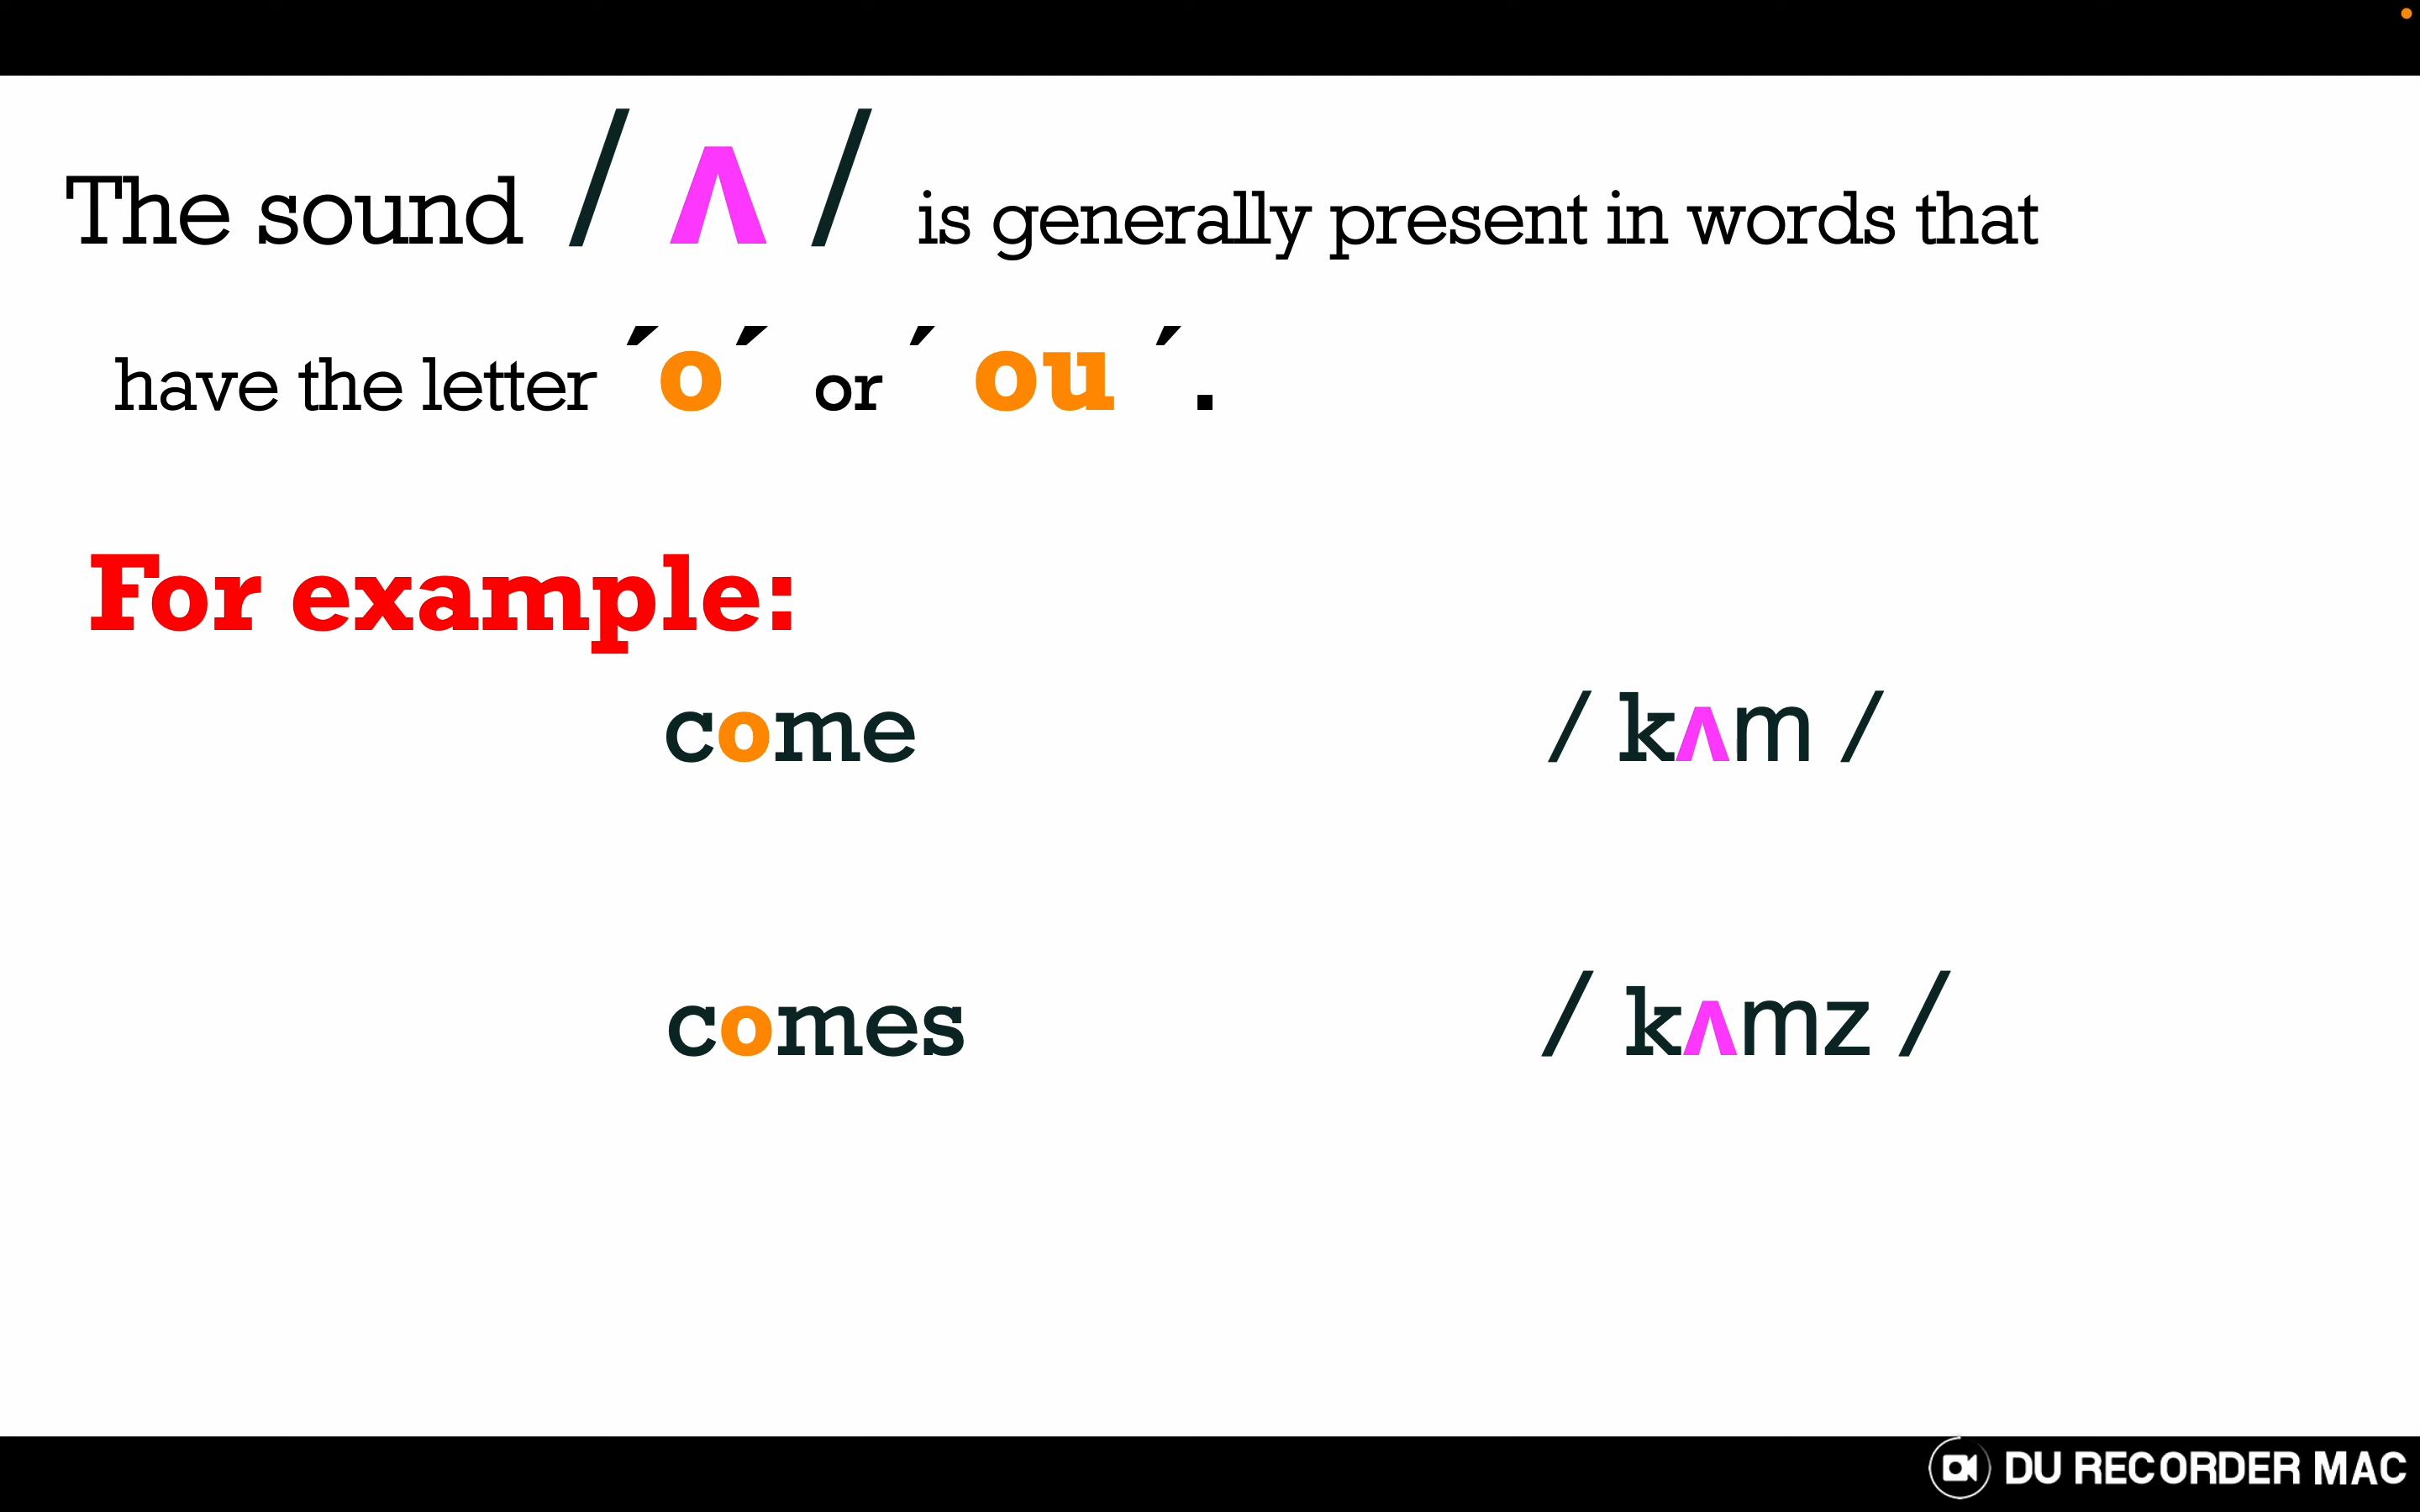 The sound / ʌ / is generally present in words that
have the letter ´o´ or ´ ou ´.
For example:
come / kʌm /
comes / kʌmz /
DU RECORDER MAC